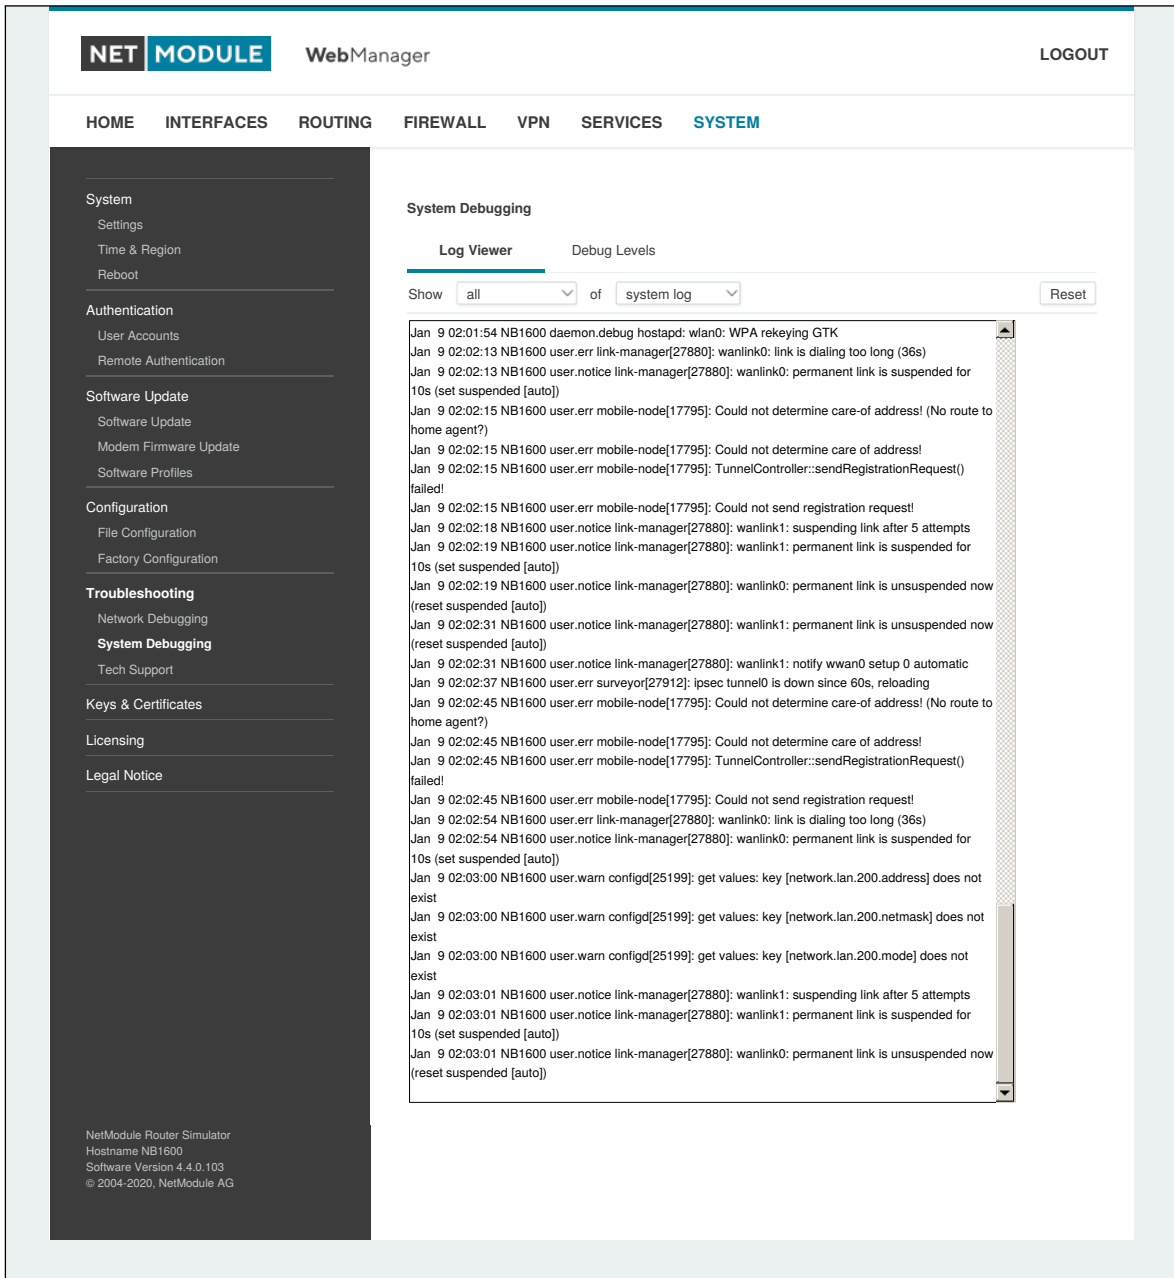 NET MODULE WebManager LOGOUT
HOME INTERFACES ROUTING FIREWALL VPN SERVICES SYSTEM
System
Settings
Time & Region
Reboot
Authentication
User Accounts
Remote Authentication
Software Update
Software Update
Modem Firmware Update
Software Profiles
Configuration
File Configuration
Factory Configuration
Troubleshooting
Network Debugging
System Debugging
Tech Support
Keys & Certificates
Licensing
Legal Notice
NetModule Router Simulator
Hostname NB1600
Software Version 4.4.0.103
© 2004-2020, NetModule AG
System Debugging
Log Viewer Debug Levels
Show all of system log Reset
Jan 9 02:01:54 NB1600 daemon.debug hostapd: wlan0: WPA rekeying GTK
Jan 9 02:02:13 NB1600 user.err link-manager[27880]: wanlink0: link is dialing too long (36s)
Jan 9 02:02:13 NB1600 user.notice link-manager[27880]: wanlink0: permanent link is suspended for
10s (set suspended [auto])
Jan 9 02:02:15 NB1600 user.err mobile-node[17795]: Could not determine care-of address! (No route to
home agent?)
Jan 9 02:02:15 NB1600 user.err mobile-node[17795]: Could not determine care of address!
Jan 9 02:02:15 NB1600 user.err mobile-node[17795]: TunnelController::sendRegistrationRequest()
failed!
Jan 9 02:02:15 NB1600 user.err mobile-node[17795]: Could not send registration request!
Jan 9 02:02:18 NB1600 user.notice link-manager[27880]: wanlink1: suspending link after 5 attempts
Jan 9 02:02:19 NB1600 user.notice link-manager[27880]: wanlink1: permanent link is suspended for
10s (set suspended [auto])
Jan 9 02:02:19 NB1600 user.notice link-manager[27880]: wanlink0: permanent link is unsuspended now
(reset suspended [auto])
Jan 9 02:02:31 NB1600 user.notice link-manager[27880]: wanlink1: permanent link is unsuspended now
(reset suspended [auto])
Jan 9 02:02:31 NB1600 user.notice link-manager[27880]: wanlink1: notify wwan0 setup 0 automatic
Jan 9 02:02:37 NB1600 user.err surveyor[27912]: ipsec tunnel0 is down since 60s, reloading
Jan 9 02:02:45 NB1600 user.err mobile-node[17795]: Could not determine care-of address! (No route to
home agent?)
Jan 9 02:02:45 NB1600 user.err mobile-node[17795]: Could not determine care of address!
Jan 9 02:02:45 NB1600 user.err mobile-node[17795]: TunnelController::sendRegistrationRequest()
failed!
Jan 9 02:02:45 NB1600 user.err mobile-node[17795]: Could not send registration request!
Jan 9 02:02:54 NB1600 user.err link-manager[27880]: wanlink0: link is dialing too long (36s)
Jan 9 02:02:54 NB1600 user.notice link-manager[27880]: wanlink0: permanent link is suspended for
10s (set suspended [auto])
Jan 9 02:03:00 NB1600 user.warn configd[25199]: get values: key [network.lan.200.address] does not
exist
Jan 9 02:03:00 NB1600 user.warn configd[25199]: get values: key [network.lan.200.netmask] does not
exist
Jan 9 02:03:00 NB1600 user.warn configd[25199]: get values: key [network.lan.200.mode] does not
exist
Jan 9 02:03:01 NB1600 user.notice link-manager[27880]: wanlink1: suspending link after 5 attempts
Jan 9 02:03:01 NB1600 user.notice link-manager[27880]: wanlink1: permanent link is suspended for
10s (set suspended [auto])
Jan 9 02:03:01 NB1600 user.notice link-manager[27880]: wanlink0: permanent link is unsuspended now
(reset suspended [auto])